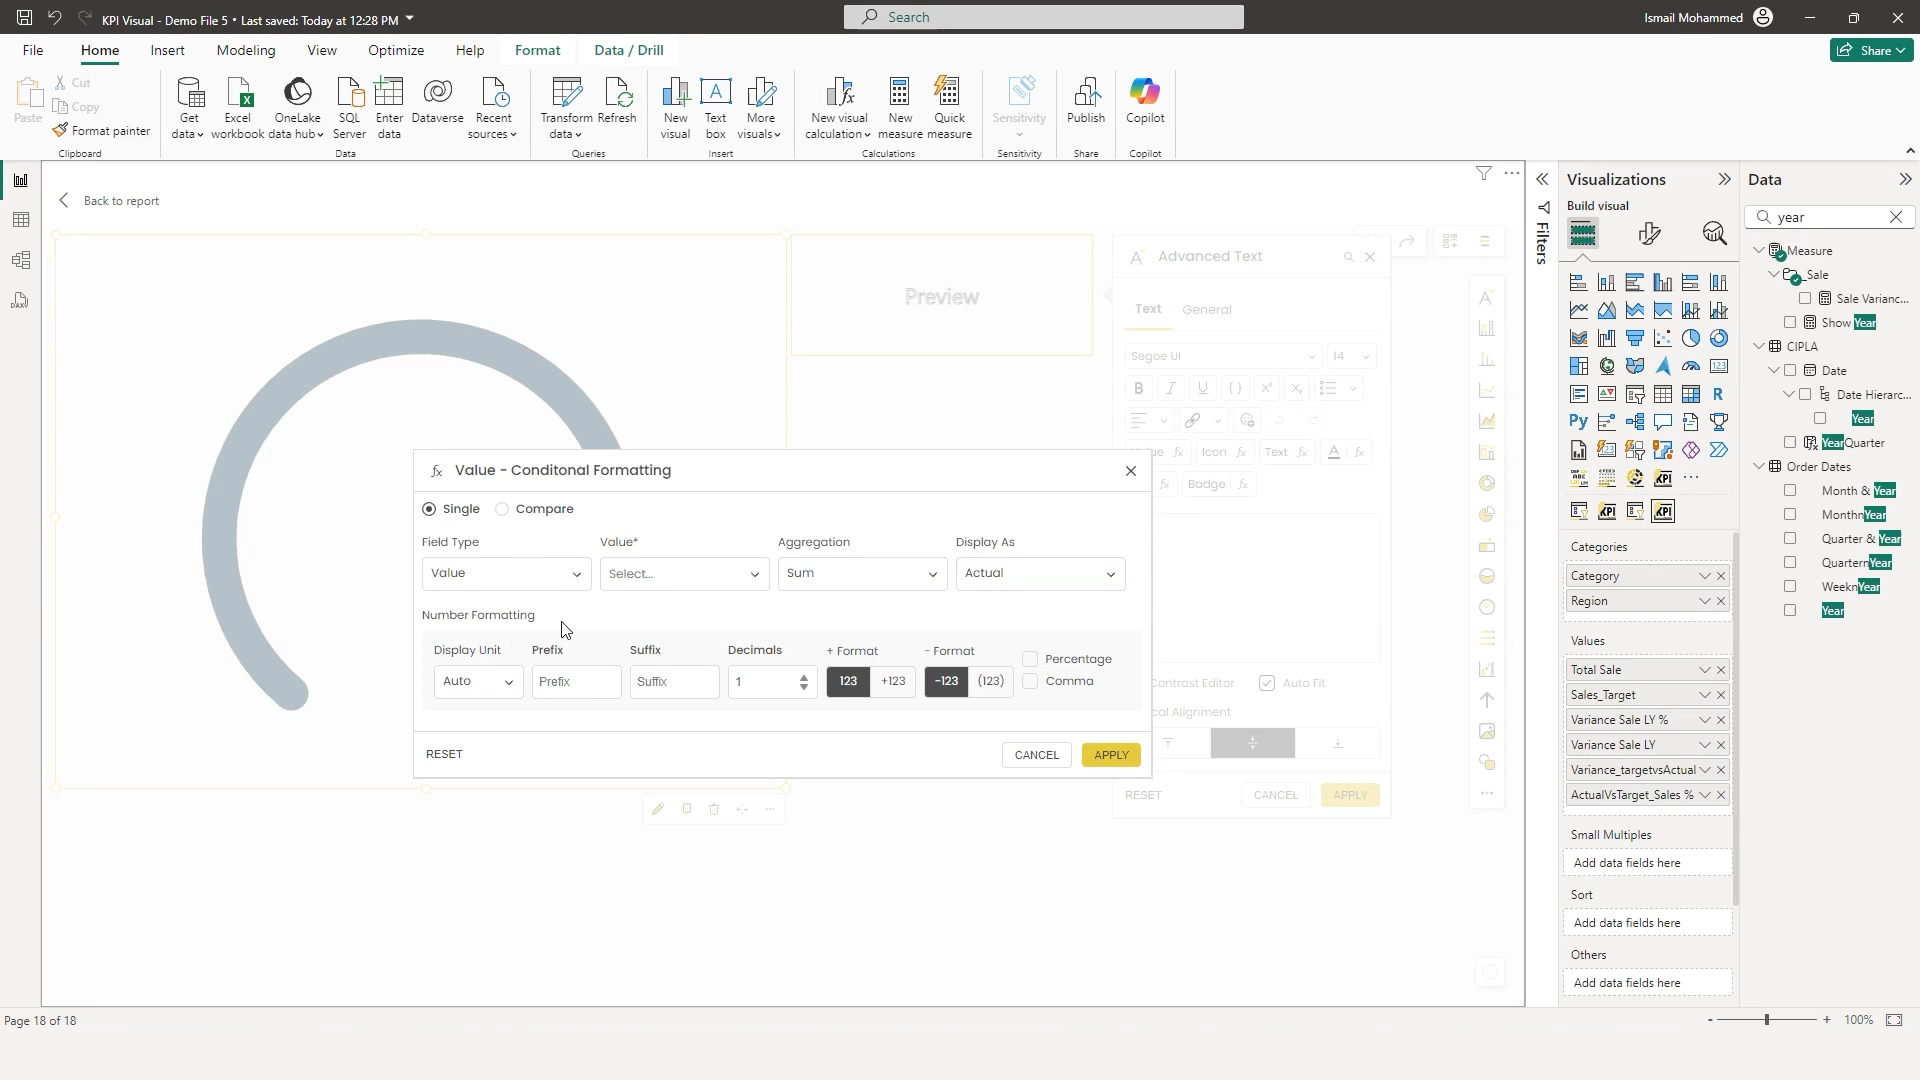 KPI Visual - Demo File 5 • Last saved: Today at 12:28 PM
Search
Ismail Mohammed
File Home Insert Modeling View Optimize Help Format Data / Drill
Share
Paste
Cut
Copy
Format painter
Clipboard
Get data
Excel workbook
OneLake data hub
SQL Server
Enter data
Dataverse
Recent sources
Data
Transform data
Refresh
Queries
New visual
Text box
More visuals
Insert
New visual calculation
New measure
Quick measure
Calculations
Sensitivity
Sensitivity
Publish
Share
Copilot
Copilot
Back to report
Preview
Advanced Text
Text General
Segoe UI 14
Icon Text
Badge
Contrast Editor Auto Fit
RESET CANCEL APPLY
Value - Conditonal Formatting
Single Compare
Field Type Value* Aggregation Display As
Value Select... Sum Actual
Number Formatting
Display Unit Prefix Suffix Decimals + Format - Format
Auto Prefix Suffix 1 123 +123 -123 (123)
Percentage
Comma
RESET CANCEL APPLY
Filters
Visualizations
Build visual
Categories
Category
Region
Values
Total Sale
Sales_Target
Variance Sale LY %
Variance Sale LY
Variance_targetvsActual
ActualVsTarget_Sales %
Small Multiples
Add data fields here
Sort
Add data fields here
Others
Add data fields here
Data
year
Measure
_Sale
Sale Varianc...
Show Year
CIPLA
Date
Date Hierarc...
Year
YearQuarter
Order Dates
Month & Year
MonthnYear
Quarter & Year
QuarternYear
WeeknYear
Year
Page 18 of 18
100%